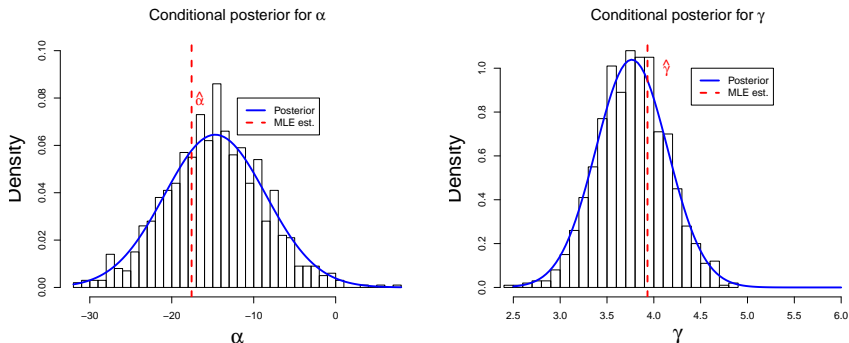 Conditional posterior for α
Density
0.00
0.02
0.04
0.06
0.08
0.10
α̂
Posterior
MLE est.
−30
−20
−10
0
α
Conditional posterior for γ
Density
0.0
0.2
0.4
0.6
0.8
1.0
γ̂
Posterior
MLE est.
2.5
3.0
3.5
4.0
4.5
5.0
5.5
6.0
γ